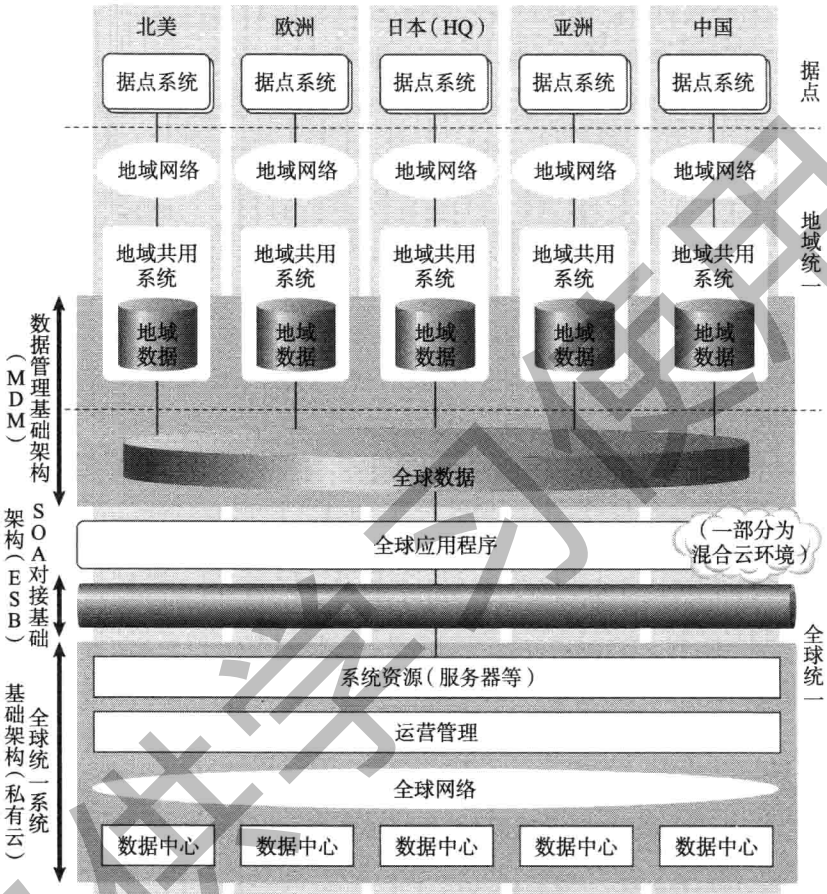 北美 欧洲 日本（HQ） 亚洲 中国
据点系统 据点系统 据点系统 据点系统 据点系统
据点
地域网络 地域网络 地域网络 地域网络 地域网络
地域共用 地域共用 地域共用 地域共用 地域共用
系统 系统 系统 系统 系统
地域统一
地域 地域 地域 地域 地域
数据 数据 数据 数据 数据
数据管理基础架构
（MDM）
全球数据
全球应用程序
（一部分为
混合云环境）
SOA对接基础
架构（ESB）
系统资源（服务器等）
运营管理
全球网络
数据中心 数据中心 数据中心 数据中心 数据中心
全球统一
全球统一系统
基础架构（私有云）
学习使用